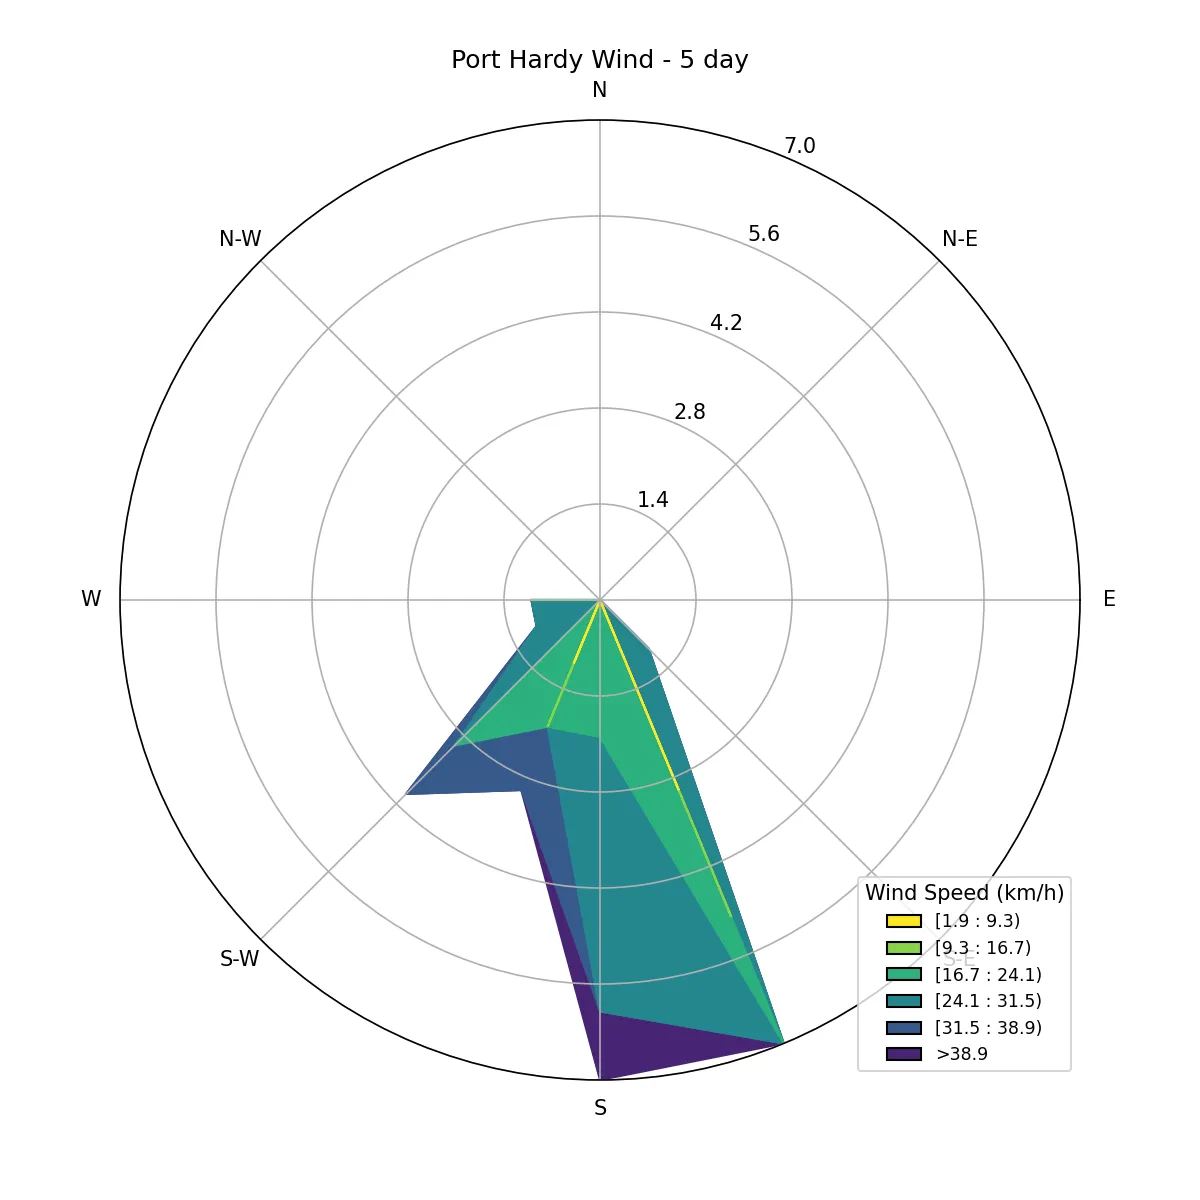 Port Hardy Wind - 5 day
N
7.0
N-W
N-E
5.6
4.2
2.8
1.4
W
E
Wind Speed (km/h)
[1.9 : 9.3)
[9.3 : 16.7)
[16.7 : 24.1)
[24.1 : 31.5)
[31.5 : 38.9)
>38.9
S-W
S-E
S